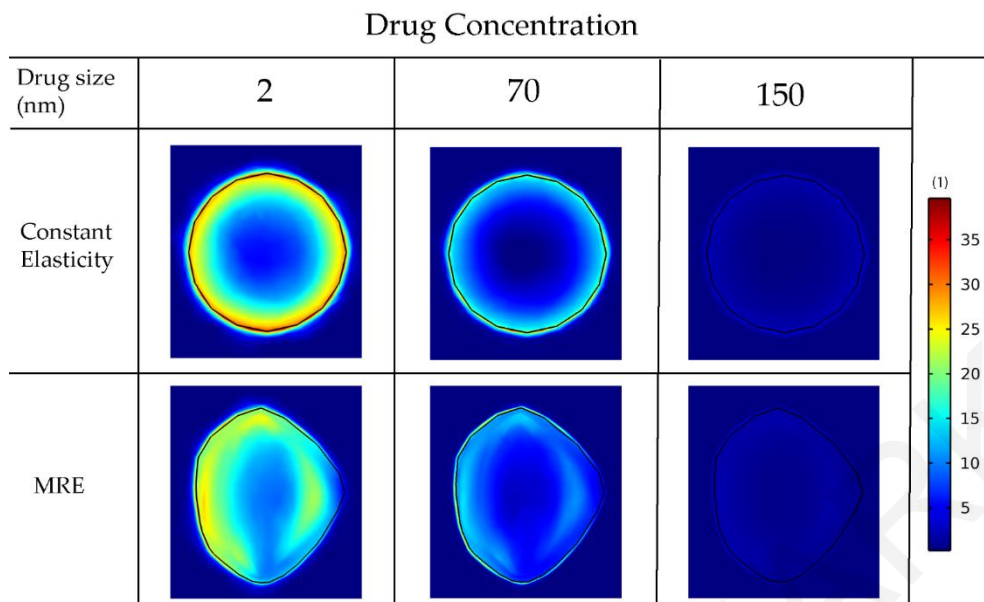 Drug Concentration
Drug size
(nm)
2
70
150
Constant
Elasticity
MRE
(1)
35
30
25
20
15
10
5